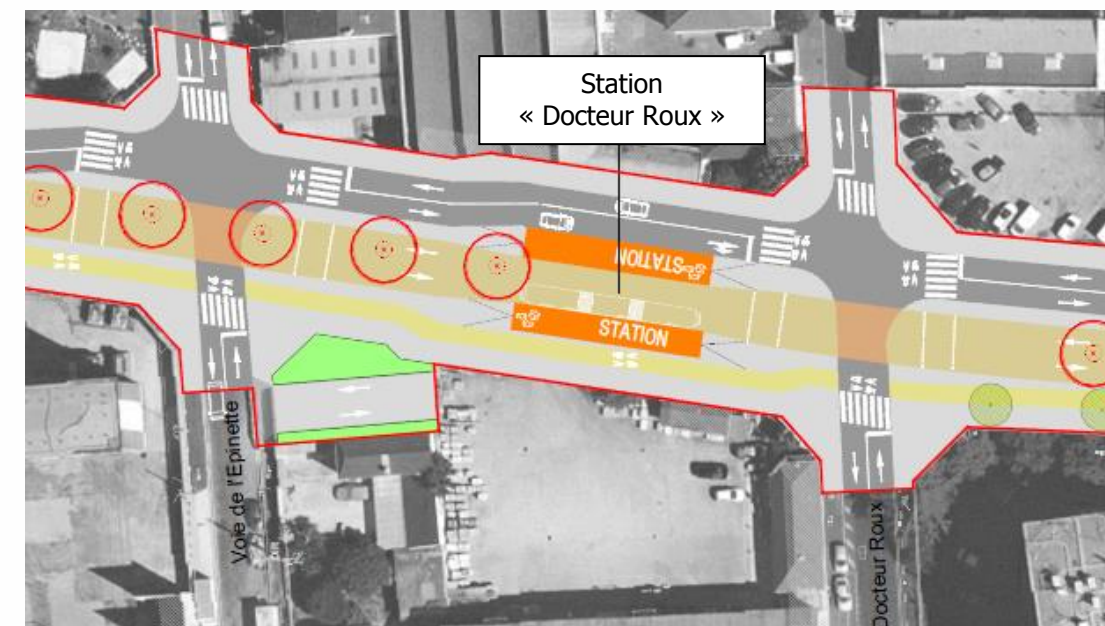 Station
« Docteur Roux »
STATION
STATION
Voie de l'Epinette
Docteur Roux